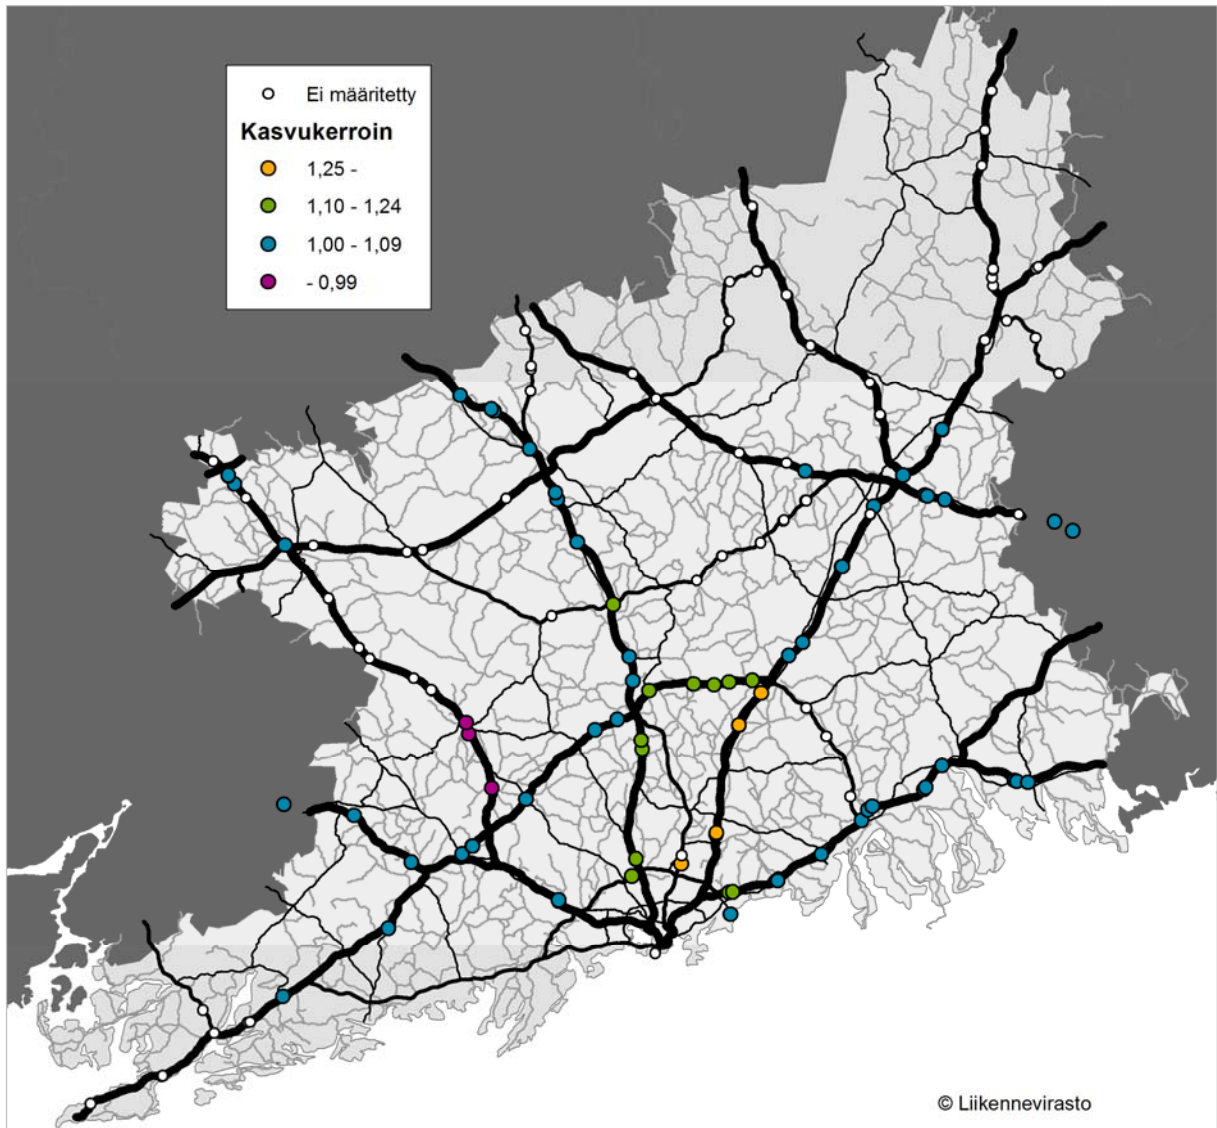 Ei määritetty
Kasvukerroin
1,25 -
1,10 - 1,24
1,00 - 1,09
- 0,99
© Liikennevirasto